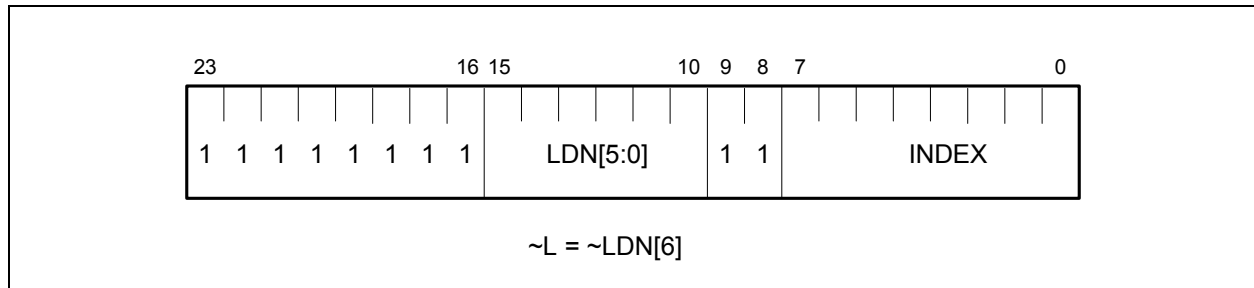 23 16 15 10 9 8 7 0
1 1 1 1 1 1 1 1 LDN[5:0] 1 1 INDEX
~L = ~LDN[6]